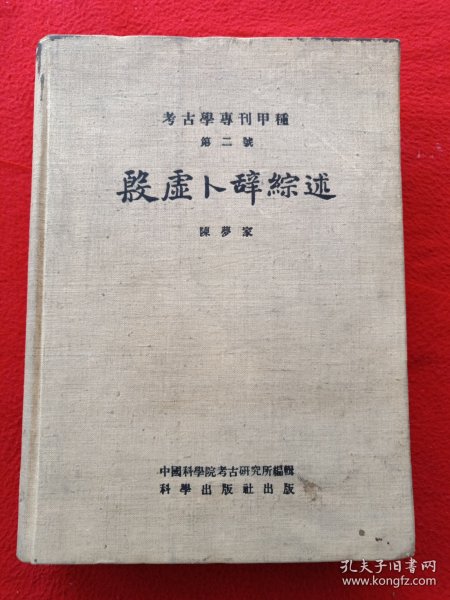 考古學專刊甲種
第二號
殷虛卜辭綜述
陳夢家
中國科學院考古研究所編輯
科學出版社出版
孔夫子旧书网
www.kongfz.com